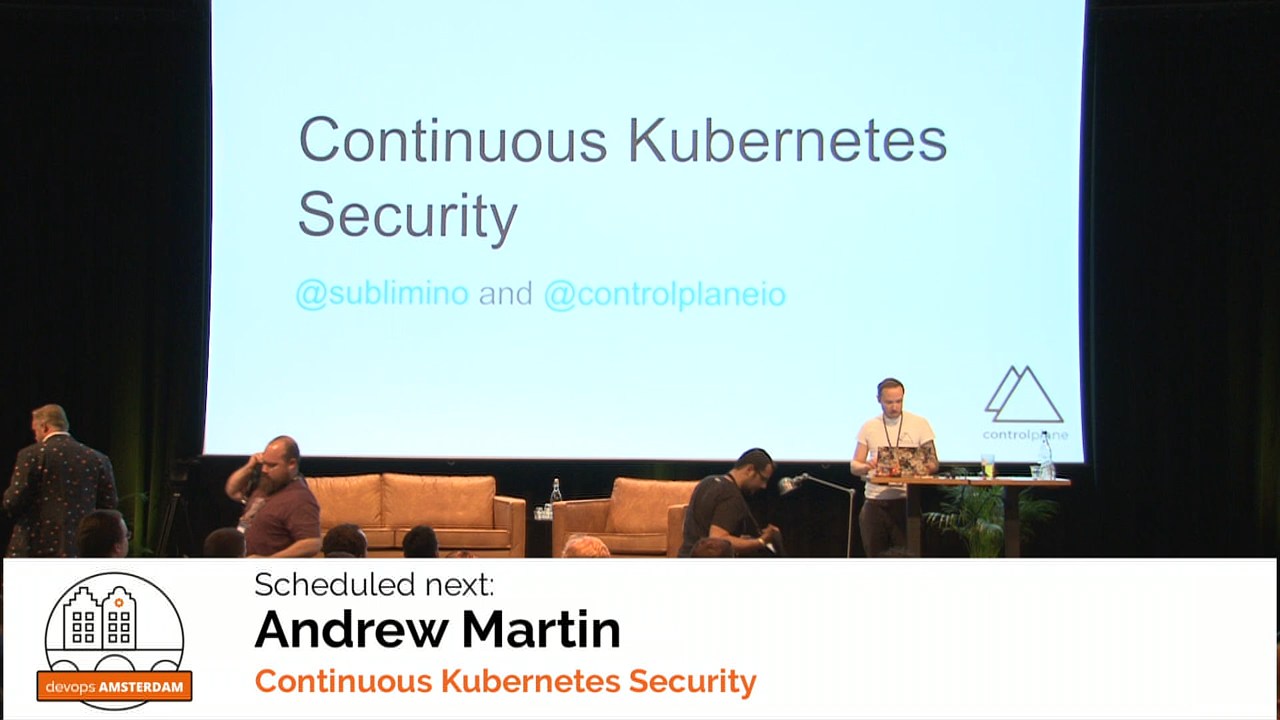 Continuous Kubernetes
Security
@sublimino and @controlplaneio
controlplane
Scheduled next:
Andrew Martin
Continuous Kubernetes Security
devops AMSTERDAM